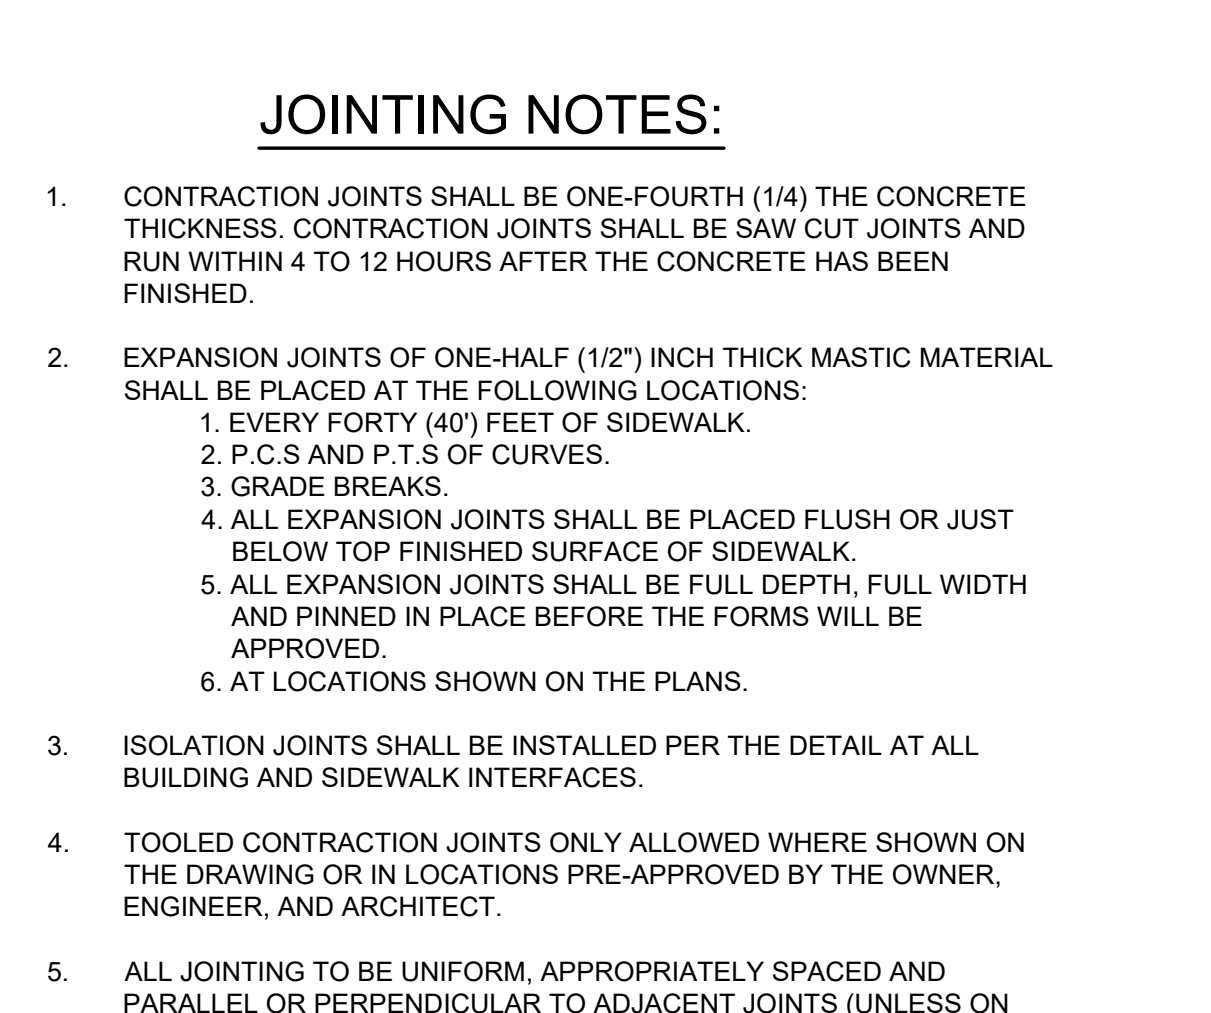 JOINTING NOTES:
1. CONTRACTION JOINTS SHALL BE ONE-FOURTH (1/4) THE CONCRETE
THICKNESS. CONTRACTION JOINTS SHALL BE SAW CUT JOINTS AND
RUN WITHIN 4 TO 12 HOURS AFTER THE CONCRETE HAS BEEN
FINISHED.
2. EXPANSION JOINTS OF ONE-HALF (1/2") INCH THICK MASTIC MATERIAL
SHALL BE PLACED AT THE FOLLOWING LOCATIONS:
1. EVERY FORTY (40') FEET OF SIDEWALK.
2. P.C.S AND P.T.S OF CURVES.
3. GRADE BREAKS.
4. ALL EXPANSION JOINTS SHALL BE PLACED FLUSH OR JUST
BELOW TOP FINISHED SURFACE OF SIDEWALK.
5. ALL EXPANSION JOINTS SHALL BE FULL DEPTH, FULL WIDTH
AND PINNED IN PLACE BEFORE THE FORMS WILL BE
APPROVED.
6. AT LOCATIONS SHOWN ON THE PLANS.
3. ISOLATION JOINTS SHALL BE INSTALLED PER THE DETAIL AT ALL
BUILDING AND SIDEWALK INTERFACES.
4. TOOLED CONTRACTION JOINTS ONLY ALLOWED WHERE SHOWN ON
THE DRAWING OR IN LOCATIONS PRE-APPROVED BY THE OWNER,
ENGINEER, AND ARCHITECT.
5. ALL JOINTING TO BE UNIFORM, APPROPRIATELY SPACED AND
PARALLEL OR PERPENDICULAR TO ADJACENT JOINTS (UNLESS ON